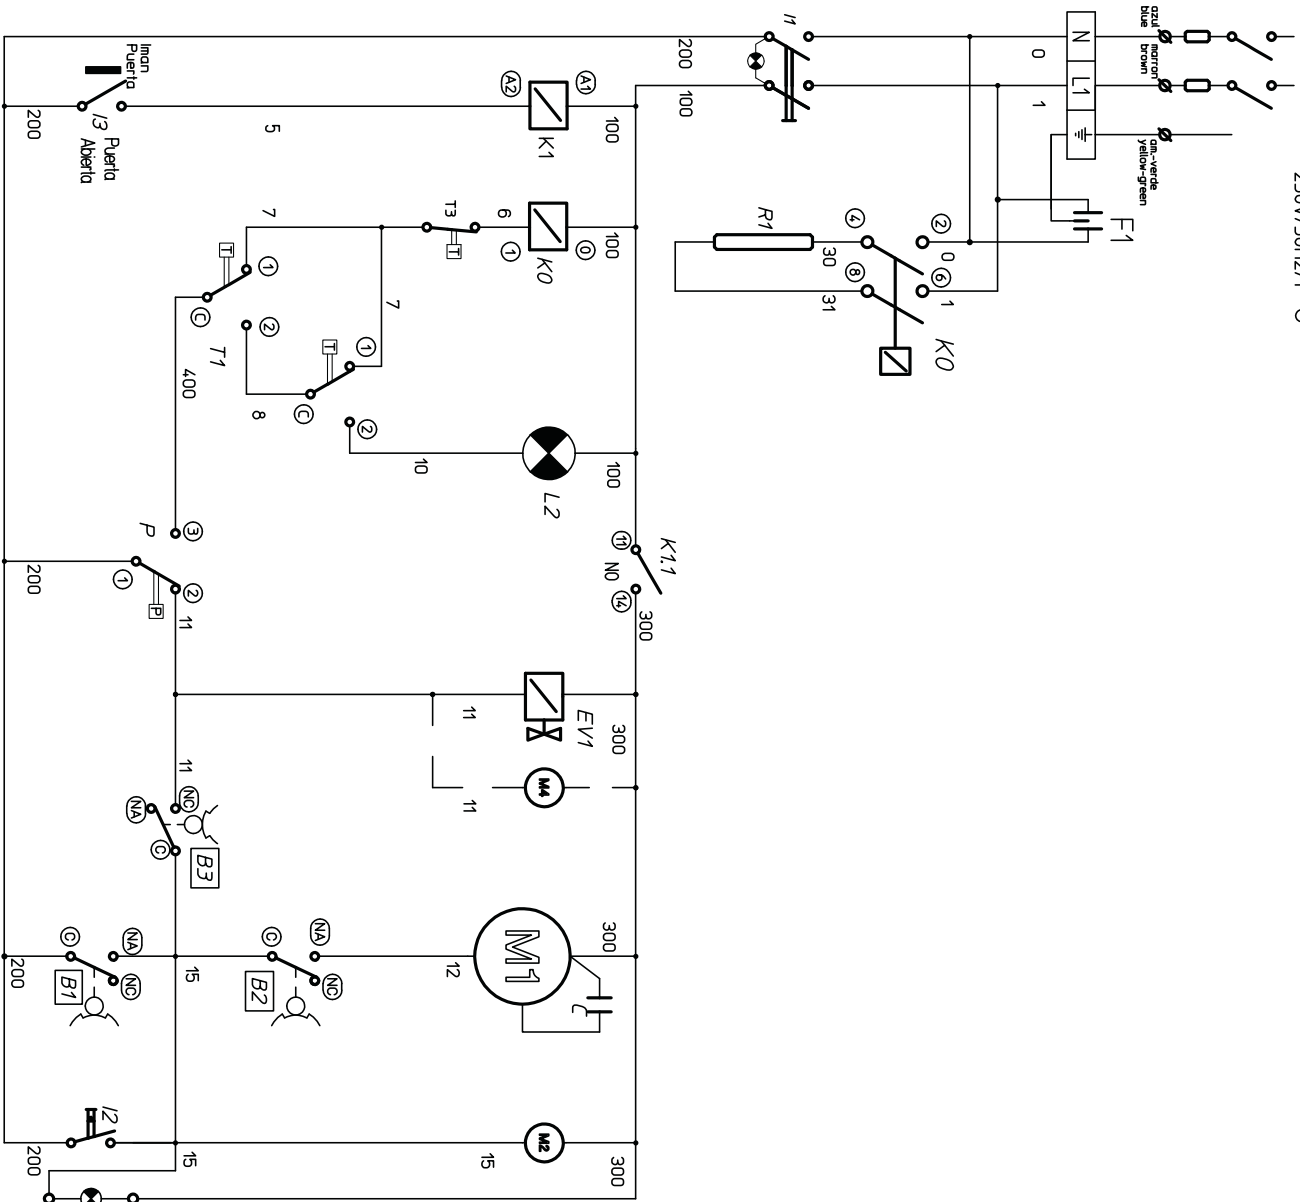 azul
blue
marron
brown
am.-verde
yellow-green
F1
N
L1
0
1
2
0
6
1
K0
4
8
30
31
R1
I1
200
100
K1.1
11
NO
14
300
A1
100
K1
A2
0
100
K0
1
100
L2
300
EV1
M4
300
M1
C
300
M2
6
T3
T
5
7
7
T
1
C
2
10
11
11
12
15
NA
C
NC
B2
T
1
C
2
T1
8
400
3
P
1
2
P
11
11
NC
NA
C
B3
15
15
Iman
Puerta
I3
Puerta
Abierta
C
NA
NC
B1
I2
200
200
200
200